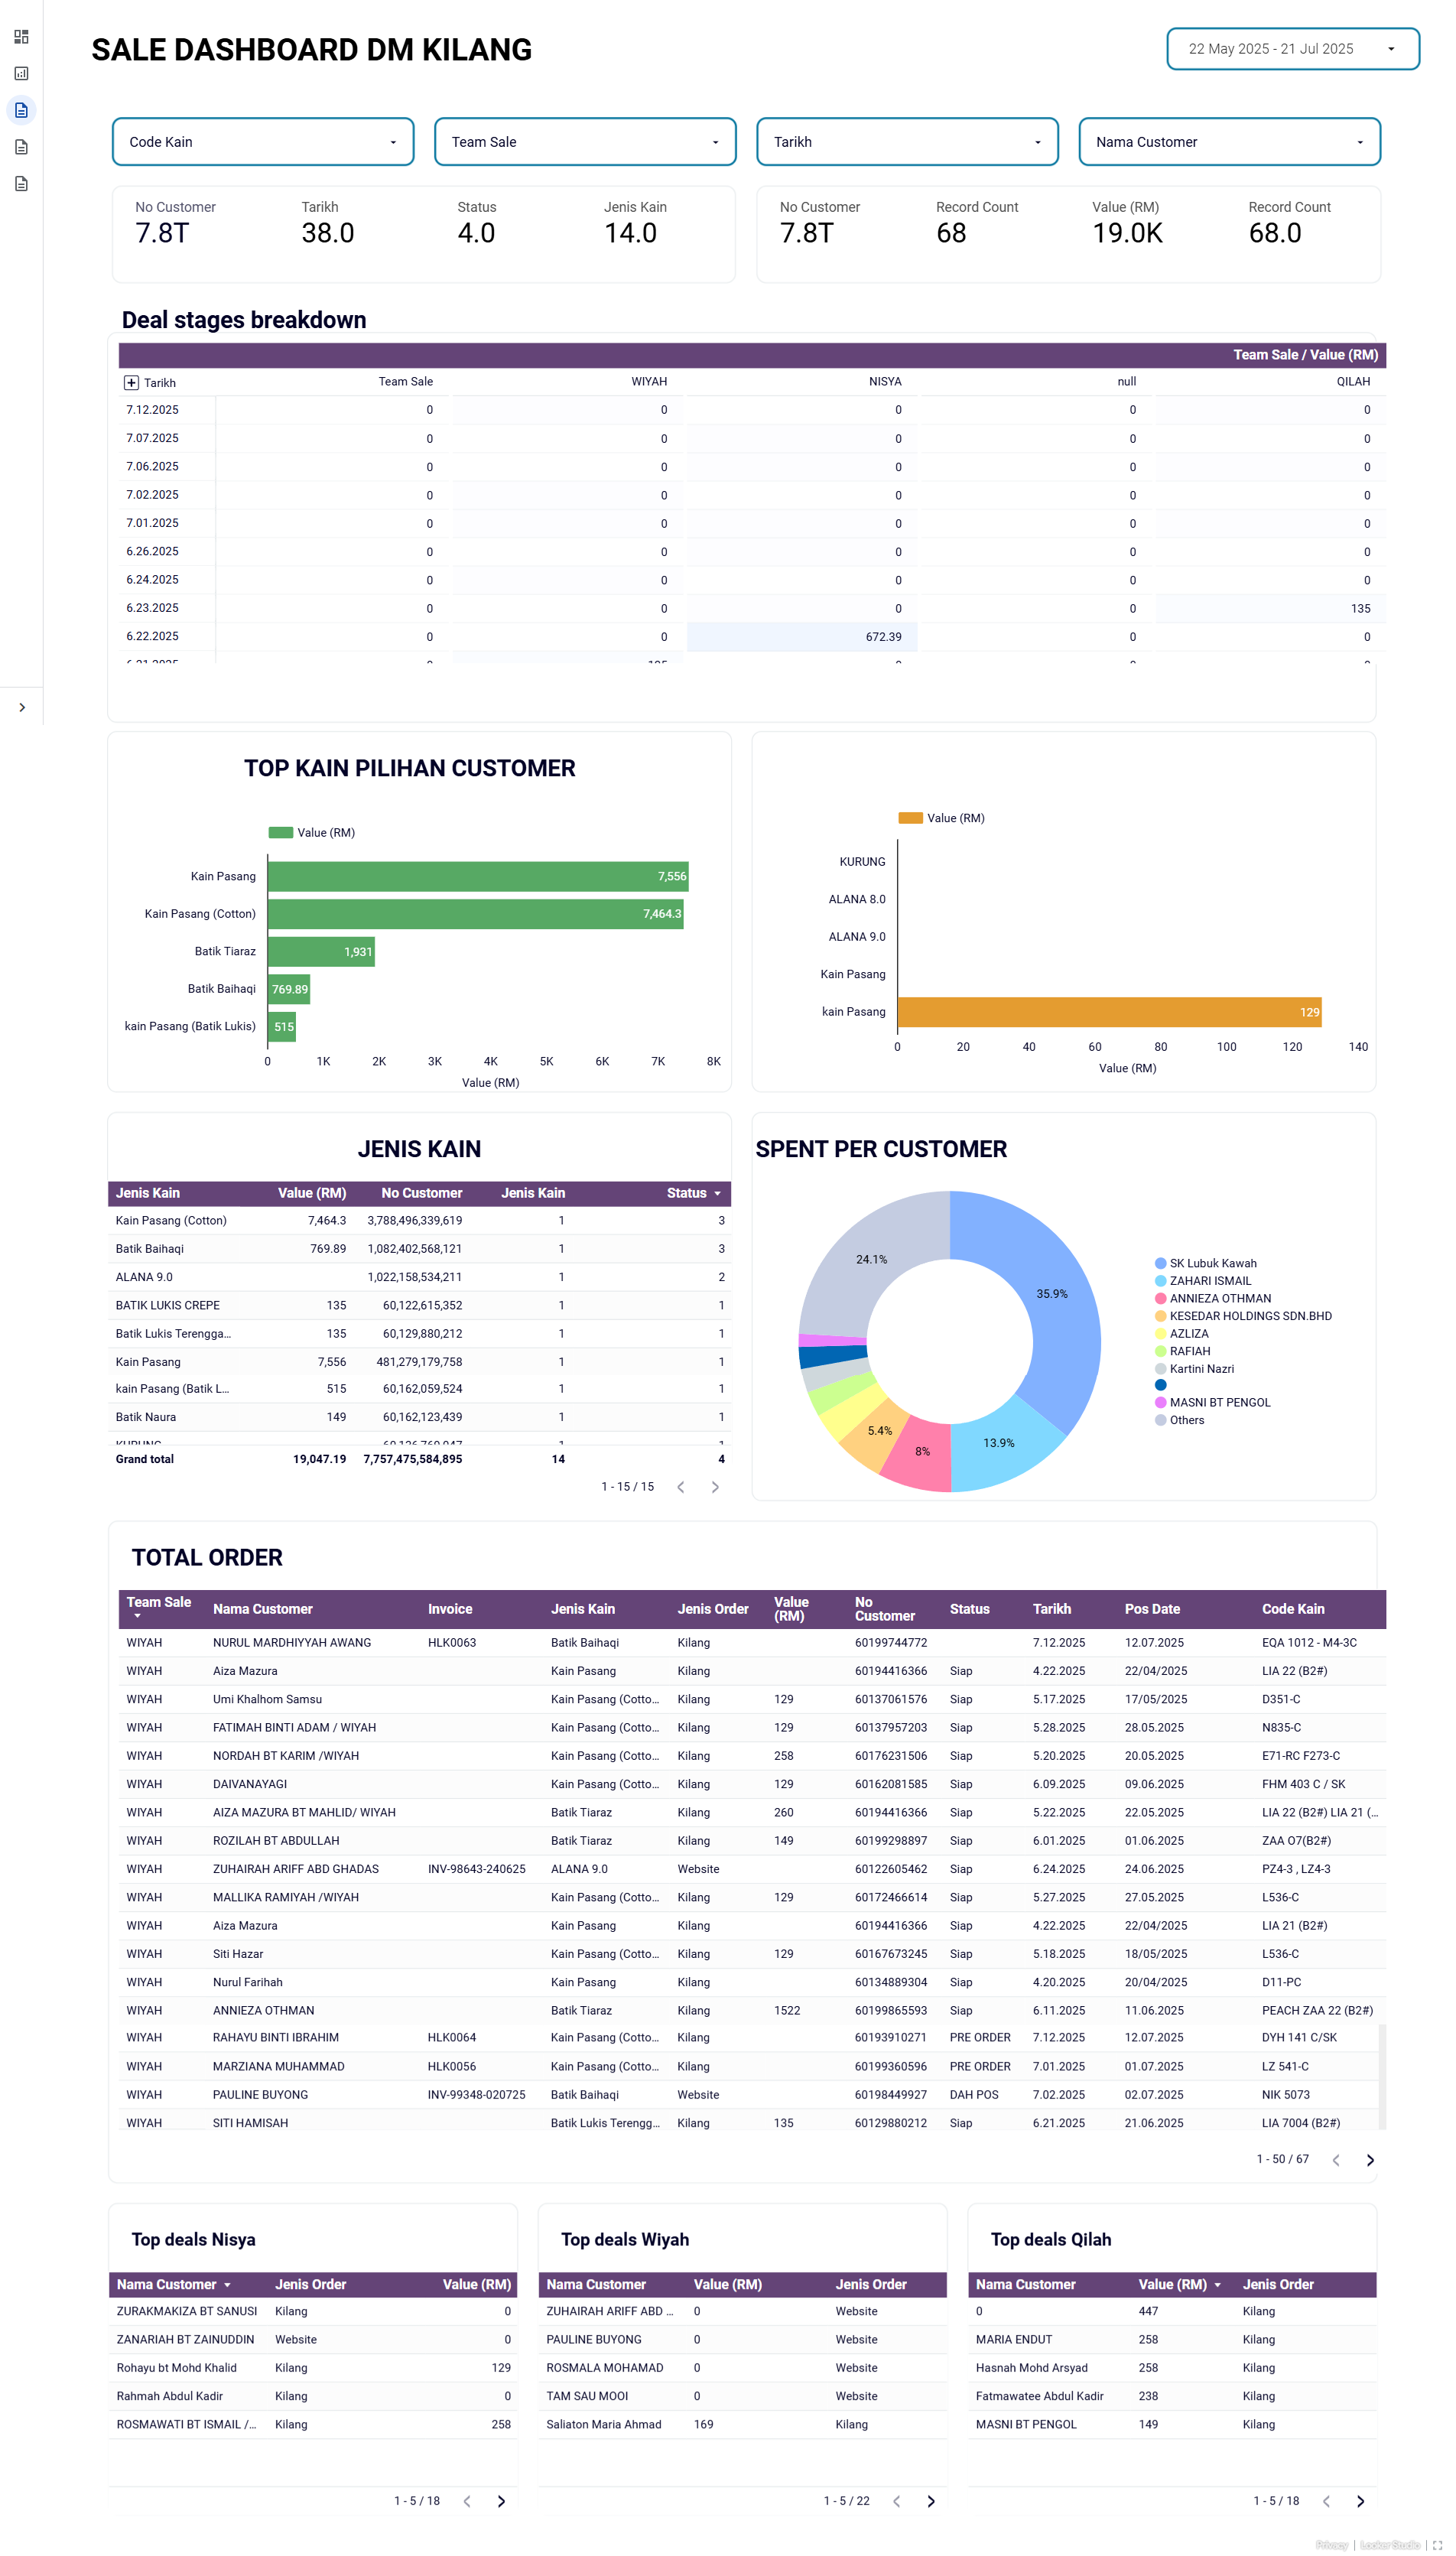 SALE DASHBOARD DM KILANG
22 May 2025 - 21 Jul 2025
Code Kain
Team Sale
Tarikh
Nama Customer
No Customer Tarikh Status Jenis Kain
7.8T 38.0 4.0 14.0
No Customer Record Count Value (RM) Record Count
7.8T 68 19.0K 68.0
Deal stages breakdown
Team Sale / Value (RM)
Tarikh Team Sale WIYAH NISYA null QILAH
7.12.2025 0 0 0 0 0
7.07.2025 0 0 0 0 0
7.06.2025 0 0 0 0 0
7.02.2025 0 0 0 0 0
7.01.2025 0 0 0 0 0
6.26.2025 0 0 0 0 0
6.24.2025 0 0 0 0 0
6.23.2025 0 0 0 0 135
6.22.2025 0 0 672.39 0 0
TOP KAIN PILIHAN CUSTOMER
Value (RM)
Kain Pasang 7,556
Kain Pasang (Cotton) 7,464.3
Batik Tiaraz 1,931
Batik Baihaqi 769.89
kain Pasang (Batik Lukis) 515
0 1K 2K 3K 4K 5K 6K 7K 8K
Value (RM)
Value (RM)
KURUNG
ALANA 8.0
ALANA 9.0
Kain Pasang
kain Pasang 129
0 20 40 60 80 100 120 140
Value (RM)
JENIS KAIN
Jenis Kain Value (RM) No Customer Jenis Kain Status
Kain Pasang (Cotton) 7,464.3 3,788,496,339,619 1 3
Batik Baihaqi 769.89 1,082,402,568,121 1 3
ALANA 9.0 1,022,158,534,211 1 2
BATIK LUKIS CREPE 135 60,122,615,352 1 1
Batik Lukis Terengga... 135 60,129,880,212 1 1
Kain Pasang 7,556 481,279,179,758 1 1
kain Pasang (Batik L... 515 60,162,059,524 1 1
Batik Naura 149 60,162,123,439 1 1
Grand total 19,047.19 7,757,475,584,895 14 4
1 - 15 / 15
SPENT PER CUSTOMER
24.1%
35.9%
5.4%
8%
13.9%
SK Lubuk Kawah
ZAHARI ISMAIL
ANNIEZA OTHMAN
KESEDAR HOLDINGS SDN.BHD
AZLIZA
RAFIAH
Kartini Nazri
MASNI BT PENGOL
Others
TOTAL ORDER
Team Sale Nama Customer Invoice Jenis Kain Jenis Order Value (RM) No Customer Status Tarikh Pos Date Code Kain
WIYAH NURUL MARDHIYYAH AWANG HLK0063 Batik Baihaqi Kilang 60199744772 7.12.2025 12.07.2025 EQA 1012 - M4-3C
WIYAH Aiza Mazura Kain Pasang Kilang 60194416366 Siap 4.22.2025 22/04/2025 LIA 22 (B2#)
WIYAH Umi Khalhom Samsu Kain Pasang (Cotto... Kilang 129 60137061576 Siap 5.17.2025 17/05/2025 D351-C
WIYAH FATIMAH BINTI ADAM / WIYAH Kain Pasang (Cotto... Kilang 129 60137957203 Siap 5.28.2025 28.05.2025 N835-C
WIYAH NORDAH BT KARIM /WIYAH Kain Pasang (Cotto... Kilang 258 60176231506 Siap 5.20.2025 20.05.2025 E71-RC F273-C
WIYAH DAIVANAYAGI Kain Pasang (Cotto... Kilang 129 60162081585 Siap 6.09.2025 09.06.2025 FHM 403 C / SK
WIYAH AIZA MAZURA BT MAHLID/ WIYAH Batik Tiaraz Kilang 260 60194416366 Siap 5.22.2025 22.05.2025 LIA 22 (B2#) LIA 21 (...
WIYAH ROZILAH BT ABDULLAH Batik Tiaraz Kilang 149 60199298897 Siap 6.01.2025 01.06.2025 ZAA O7(B2#)
WIYAH ZUHAIRAH ARIFF ABD GHADAS INV-98643-240625 ALANA 9.0 Website 60122605462 Siap 6.24.2025 24.06.2025 PZ4-3 , LZ4-3
WIYAH MALLIKA RAMIYAH /WIYAH Kain Pasang (Cotto... Kilang 129 60172466614 Siap 5.27.2025 27.05.2025 L536-C
WIYAH Aiza Mazura Kain Pasang Kilang 60194416366 Siap 4.22.2025 22/04/2025 LIA 21 (B2#)
WIYAH Siti Hazar Kain Pasang (Cotto... Kilang 129 60167673245 Siap 5.18.2025 18/05/2025 L536-C
WIYAH Nurul Farihah Kain Pasang Kilang 60134889304 Siap 4.20.2025 20/04/2025 D11-PC
WIYAH ANNIEZA OTHMAN Batik Tiaraz Kilang 1522 60199865593 Siap 6.11.2025 11.06.2025 PEACH ZAA 22 (B2#)
WIYAH RAHAYU BINTI IBRAHIM HLK0064 Kain Pasang (Cotto... Kilang 60193910271 PRE ORDER 7.12.2025 12.07.2025 DYH 141 C/SK
WIYAH MARZIANA MUHAMMAD HLK0056 Kain Pasang (Cotto... Kilang 60199360596 PRE ORDER 7.01.2025 01.07.2025 LZ 541-C
WIYAH PAULINE BUYONG INV-99348-020725 Batik Baihaqi Website 60198449927 DAH POS 7.02.2025 02.07.2025 NIK 5073
WIYAH SITI HAMISAH Batik Lukis Terengg... Kilang 135 60129880212 Siap 6.21.2025 21.06.2025 LIA 7004 (B2#)
1 - 50 / 67
Top deals Nisya
Nama Customer Jenis Order Value (RM)
ZURAKMAKIZA BT SANUSI Kilang 0
ZANARIAH BT ZAINUDDIN Website 0
Rohayu bt Mohd Khalid Kilang 129
Rahmah Abdul Kadir Kilang 0
ROSMAWATI BT ISMAIL /... Kilang 258
1 - 5 / 18
Top deals Wiyah
Nama Customer Value (RM) Jenis Order
ZUHAIRAH ARIFF ABD ... 0 Website
PAULINE BUYONG 0 Website
ROSMALA MOHAMAD 0 Website
TAM SAU MOOI 0 Website
Saliaton Maria Ahmad 169 Kilang
1 - 5 / 22
Top deals Qilah
Nama Customer Value (RM) Jenis Order
0 447 Kilang
MARIA ENDUT 258 Kilang
Hasnah Mohd Arsyad 258 Kilang
Fatmawatee Abdul Kadir 238 Kilang
MASNI BT PENGOL 149 Kilang
1 - 5 / 18
Privacy | Looker Studio |